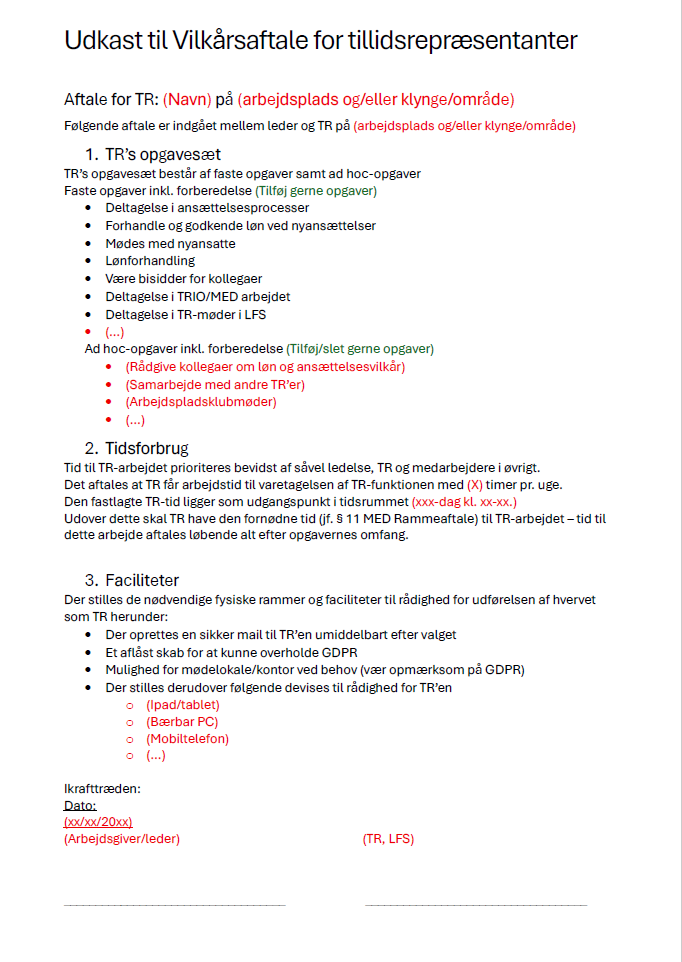 Udkast til Vilkårsaftale for tillidsrepræsentanter
Aftale for TR: (Navn) på (arbejdsplads og/eller klynge/område)
Følgende aftale er indgået mellem leder og TR på (arbejdsplads og/eller klynge/område)
1. TR's opgavesæt
TR's opgavesæt består af faste opgaver samt ad hoc-opgaver
Faste opgaver inkl. forberedelse (Tilføj gerne opgaver)
• Deltagelse i ansættelsesprocesser
• Forhandle og godkende løn ved nyansættelser
• Mødes med nyansatte
• Lønforhandling
• Være bisidder for kollegaer
• Deltagelse i TRIO/MED arbejdet
• Deltagelse i TR-møder i LFS
• (...)
Ad hoc-opgaver inkl. forberedelse (Tilføj/slet gerne opgaver)
• (Rådgive kollegaer om løn og ansættelsesvilkår)
• (Samarbejde med andre TR'er)
• (Arbejdspladsklubmøder)
• (...)
2. Tidsforbrug
Tid til TR-arbejdet prioriteres bevidst af såvel ledelse, TR og medarbejdere i øvrigt.
Det aftales at TR får arbejdstid til varetagelsen af TR-funktionen med (X) timer pr. uge.
Den fastlagte TR-tid ligger som udgangspunkt i tidsrummet (xxx-dag kl. xx-xx.)
Udover dette skal TR have den fornødne tid (jf. § 11 MED Rammeaftale) til TR-arbejdet – tid til
dette arbejde aftales løbende alt efter opgavernes omfang.
3. Faciliteter
Der stilles de nødvendige fysiske rammer og faciliteter til rådighed for udførelsen af hvervet
som TR herunder:
• Der oprettes en sikker mail til TR'en umiddelbart efter valget
• Et aflåst skab for at kunne overholde GDPR
• Mulighed for mødelokale/kontor ved behov (vær opmærksom på GDPR)
• Der stilles derudover følgende devises til rådighed for TR'en
o (Ipad/tablet)
o (Bærbar PC)
o (Mobiltelefon)
o (...)
Ikrafttræden:
Dato:
(xx/xx/20xx)
(Arbejdsgiver/leder) (TR, LFS)